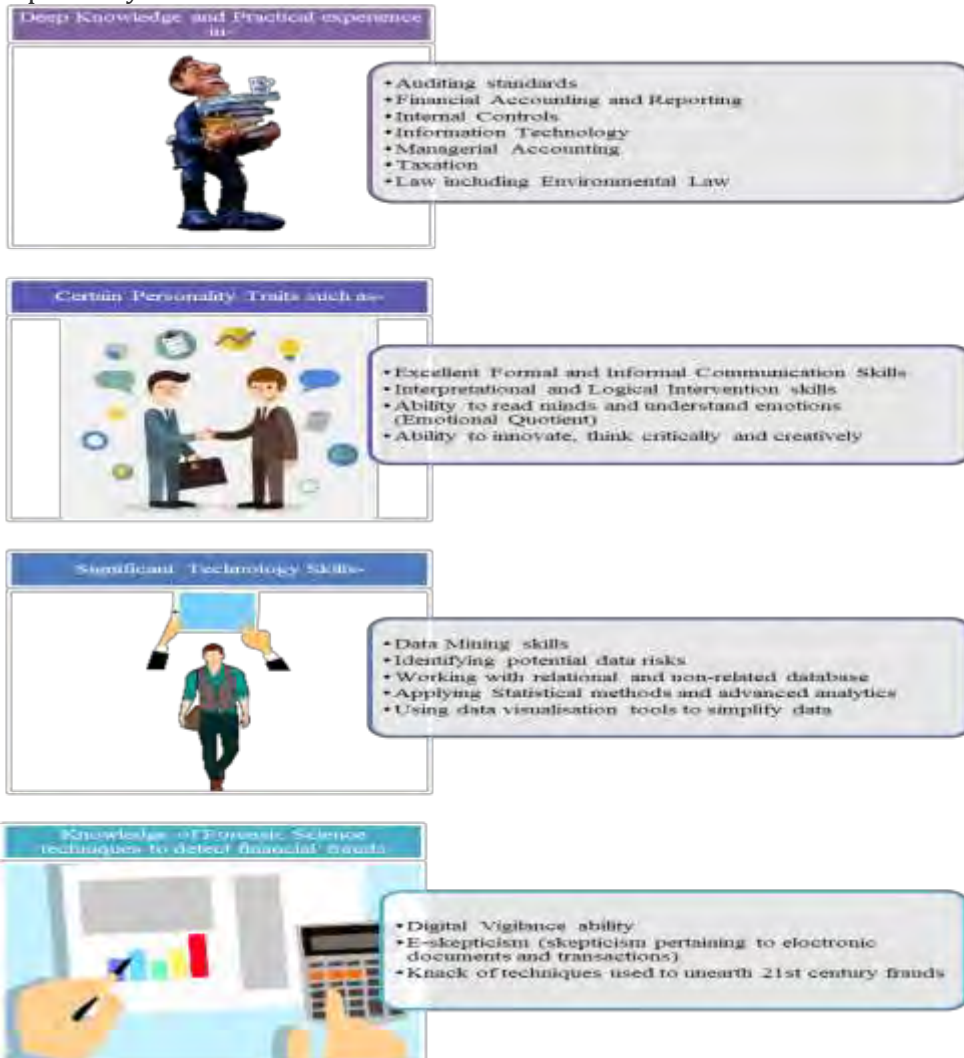 Deep Knowledge and Practical experience
in-
•Auditing standards
•Financial Accounting and Reporting
•Internal Controls
•Information Technology
•Managerial Accounting
•Taxation
•Law including Environmental Law
Certain Personality Traits such as-
•Excellent Formal and Informal Communication Skills
•Interpretational and Logical Intervention skills
•Ability to read minds and understand emotions
(Emotional Quotient)
•Ability to innovate, think critically and creatively
Significant Technology Skills-
•Data Mining skills
•Identifying potential data risks
•Working with relational and non-related database
•Applying Statistical methods and advanced analytics
•Using data visualisation tools to simplify data
Knowledge of Forensic Science
techniques to detect financial frauds
•Digital Vigilance ability
•E-skepticism (skepticism pertaining to electronic
documents and transactions)
•Knack of techniques used to unearth 21st century frauds